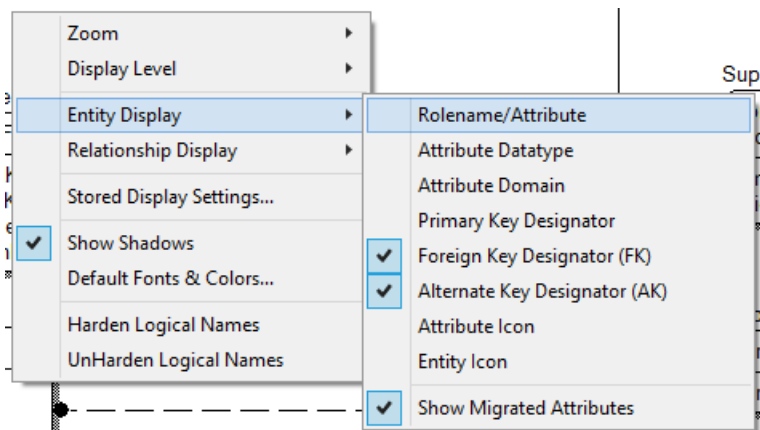 Zoom
Display Level
Sup
Entity Display
Rolename/Attribute
Relationship Display
Attribute Datatype
Attribute Domain
Stored Display Settings...
Primary Key Designator
Show Shadows
Foreign Key Designator (FK)
Default Fonts & Colors...
Alternate Key Designator (AK)
Harden Logical Names
Attribute Icon
UnHarden Logical Names
Entity Icon
Show Migrated Attributes